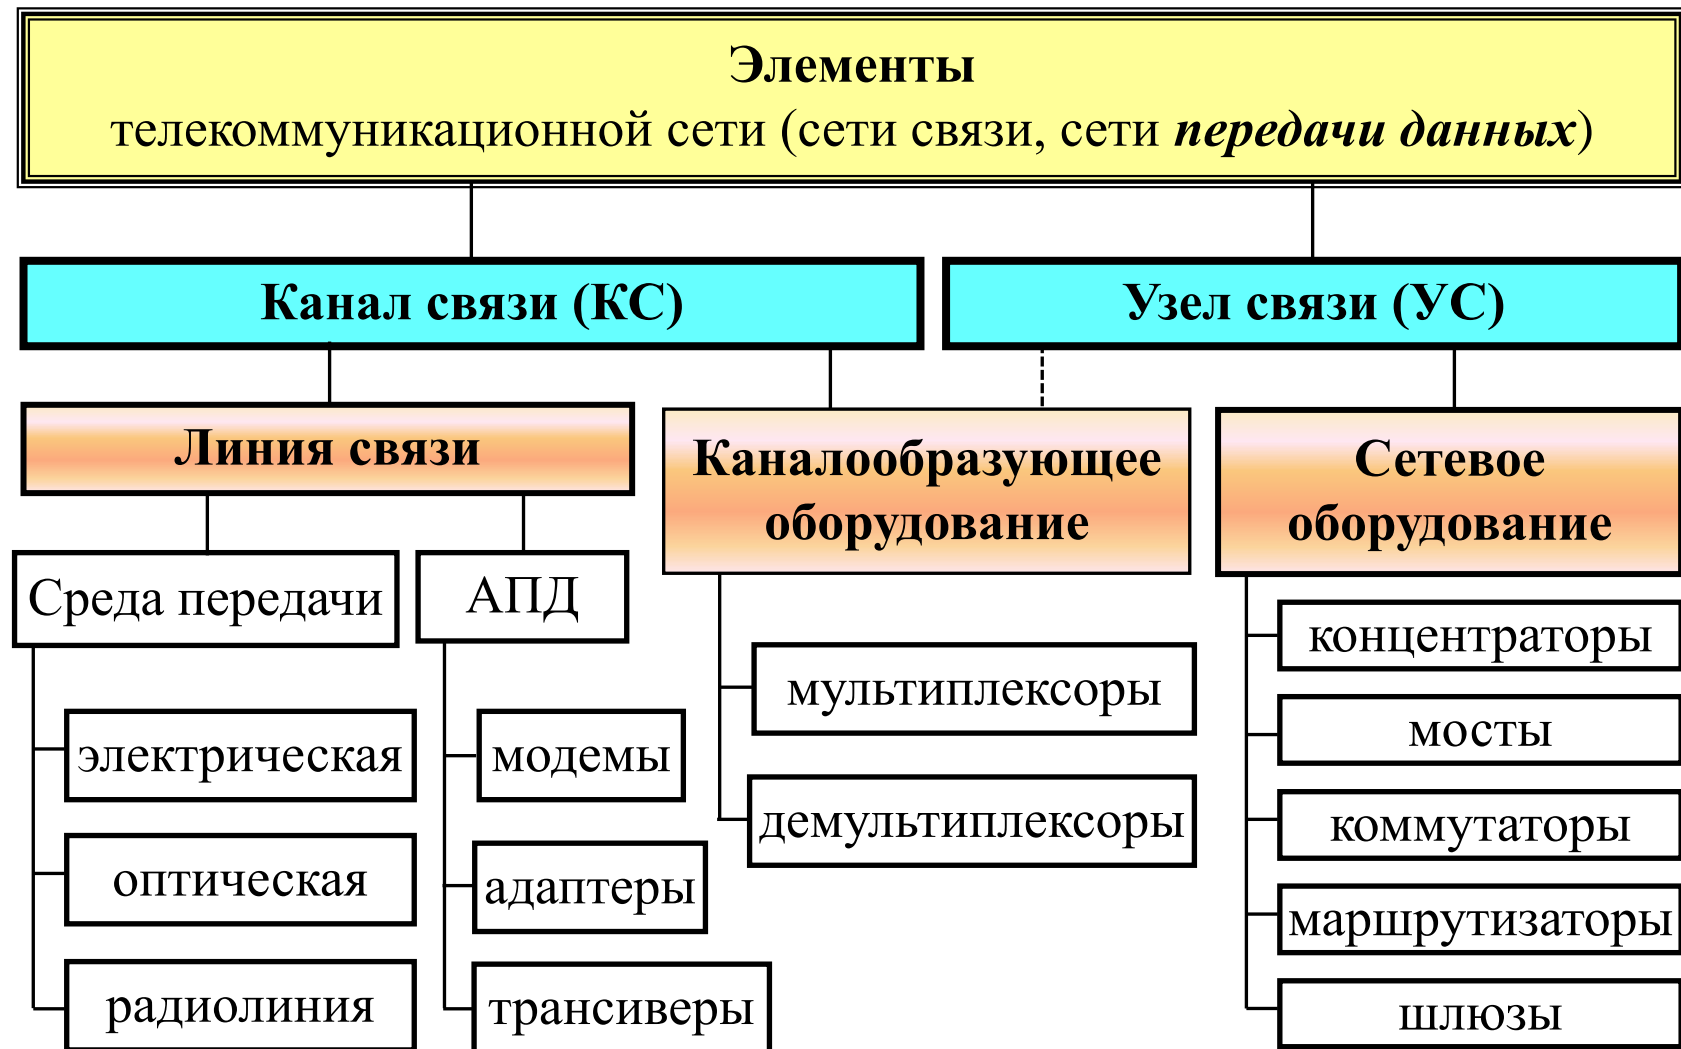 Элементы
телекоммуникационной сети (сети связи, сети передачи данных)
Канал связи (КС)
Узел связи (УС)
Линия связи
Каналообразующее
оборудование
Сетевое
оборудование
Среда передачи
АПД
электрическая
оптическая
радиолиния
модемы
адаптеры
трансиверы
мультиплексоры
демультиплексоры
концентраторы
мосты
коммутаторы
маршрутизаторы
шлюзы